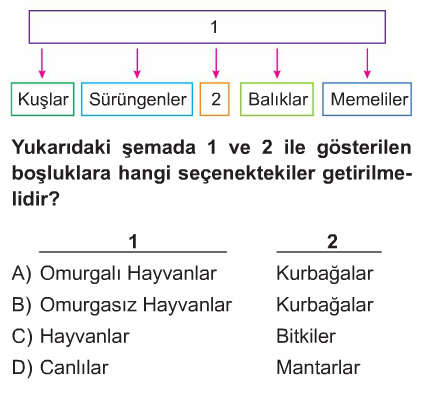 1
Kuşlar Sürüngenler 2 Balıklar Memeliler
Yukarıdaki şemada 1 ve 2 ile gösterilen
boşluklara hangi seçenektekiler getirilme-
lidir?
1 2
A) Omurgalı Hayvanlar Kurbağalar
B) Omurgasız Hayvanlar Kurbağalar
C) Hayvanlar Bitkiler
D) Canlılar Mantarlar